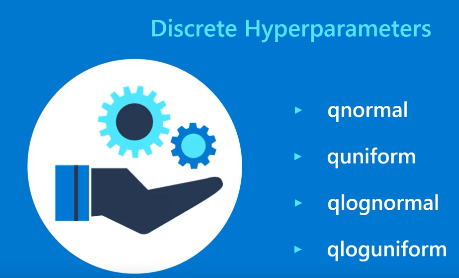 Discrete Hyperparameters
qnormal
quniform
qlognormal
qloguniform